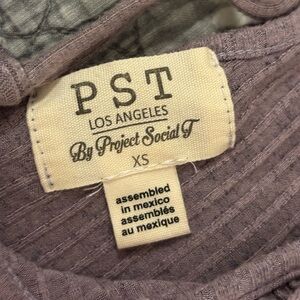 PST
LOS ANGELES
By Project Social T
XS
assembled
in mexico
assemblés
au mexique